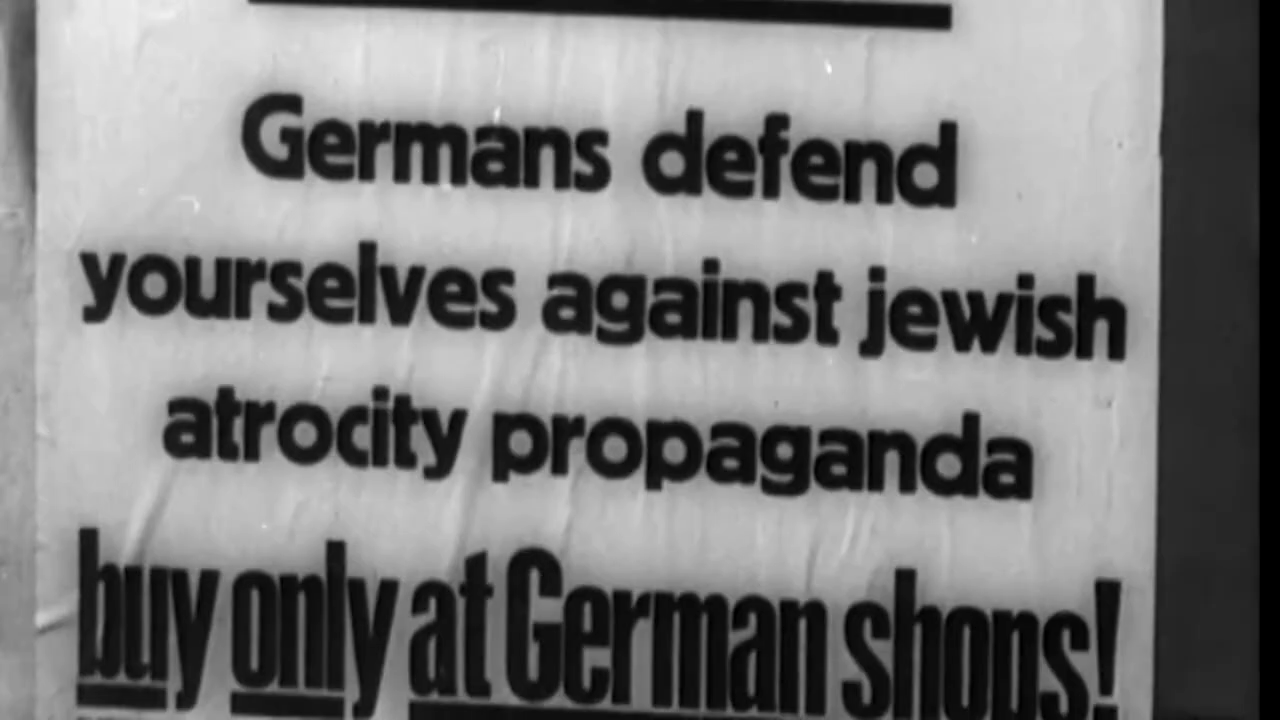 Germans defend
yourselves against jewish
atrocity propaganda
buy only at German shops!